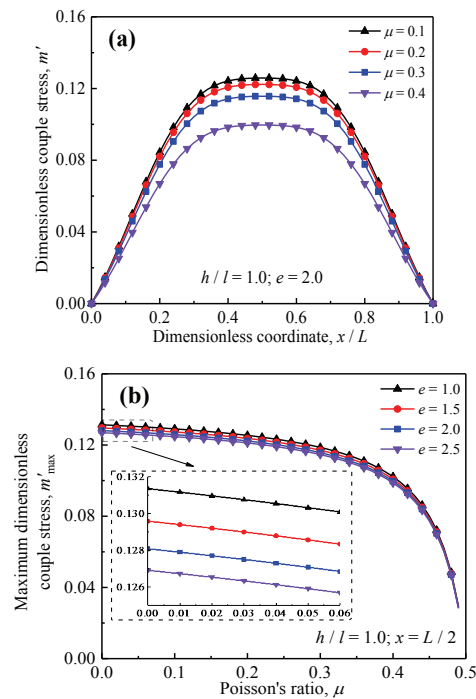 (a)
μ = 0.1
μ = 0.2
μ = 0.3
μ = 0.4
Dimensionless couple stress, m′
0.16
0.12
0.08
0.04
0.00
h / l = 1.0; e = 2.0
0.0 0.2 0.4 0.6 0.8 1.0
Dimensionless coordinate, x / L
(b)
e = 1.0
e = 1.5
e = 2.0
e = 2.5
Maximum dimensionless
couple stress, m′max
0.16
0.12
0.08
0.04
0.00
0.132
0.130
0.128
0.126
0.00 0.01 0.02 0.03 0.04 0.05 0.06
h / l = 1.0; x = L / 2
0.0 0.1 0.2 0.3 0.4 0.5
Poisson's ratio, μ